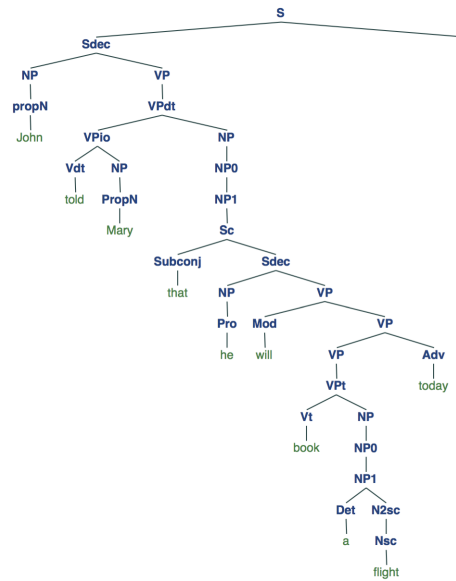 S
Sdec
NP VP
propN VPdt
John VPio NP
Vdt NP NP0
told PropN NP1
Mary Sc
Subconj Sdec
that NP VP
Pro Mod VP
he will VP Adv
VPt today
Vt NP
book NP0
NP1
Det N2sc
a Nsc
flight